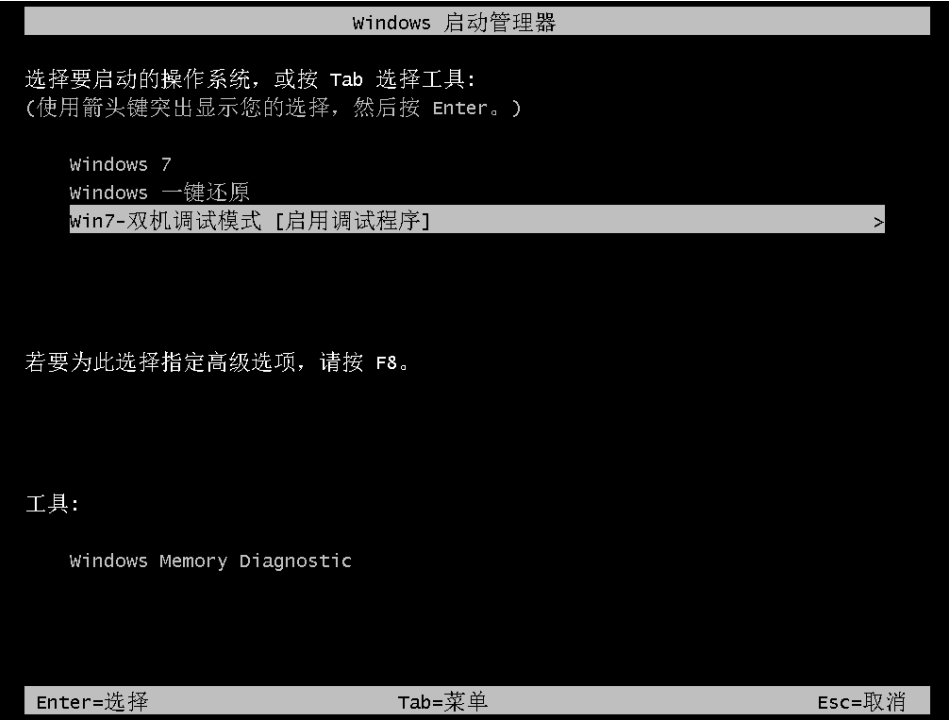 Windows 启动管理器
选择要启动的操作系统，或按 Tab 选择工具:
(使用箭头键突出显示您的选择，然后按 Enter。)
Windows 7
Windows 一键还原
Win7-双机调试模式 [启用调试程序] >
若要为此选择指定高级选项，请按 F8。
工具:
Windows Memory Diagnostic
Enter=选择 Tab=菜单 Esc=取消